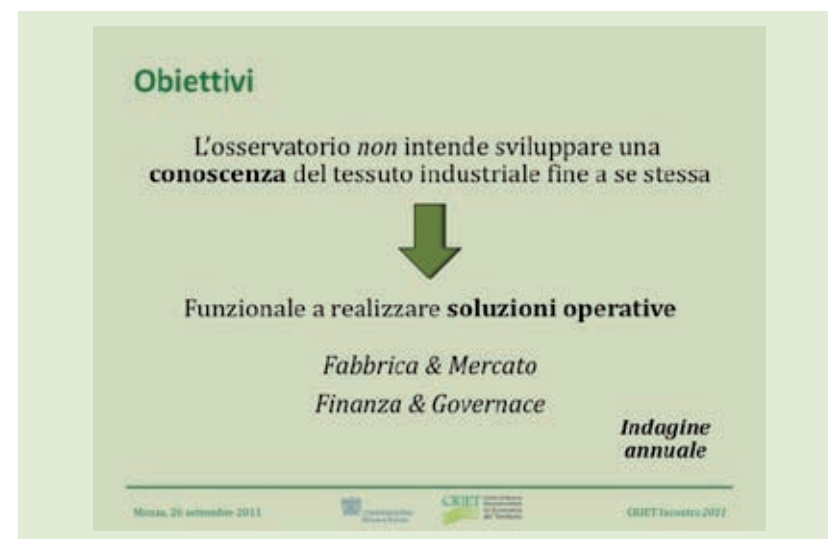 Obiettivi
L'osservatorio non intende sviluppare una
conoscenza del tessuto industriale fine a se stessa
Funzionale a realizzare soluzioni operative
Fabbrica & Mercato
Finanza & Governace
Indagine
annuale
Monza, 26 settembre 2011
CRIET
CRIET Incontra 2011